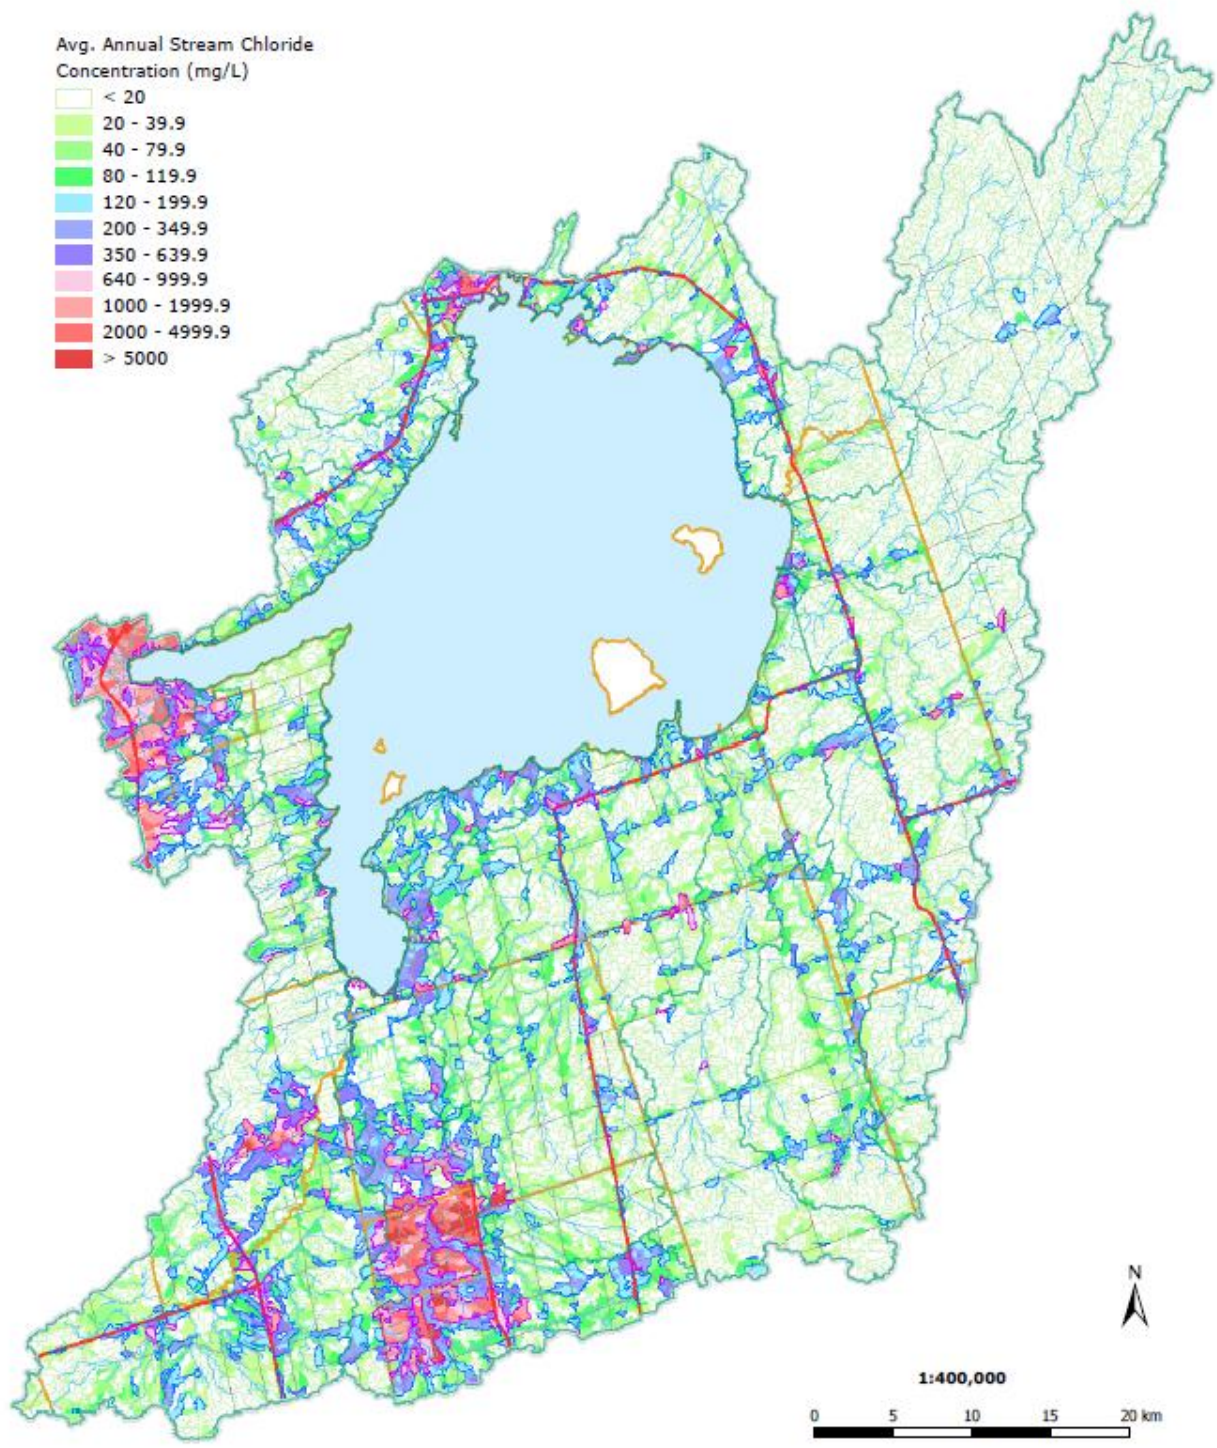 Avg. Annual Stream Chloride
Concentration (mg/L)
< 20
20 - 39.9
40 - 79.9
80 - 119.9
120 - 199.9
200 - 349.9
350 - 639.9
640 - 999.9
1000 - 1999.9
2000 - 4999.9
> 5000
N
1:400,000
0 5 10 15 20 km